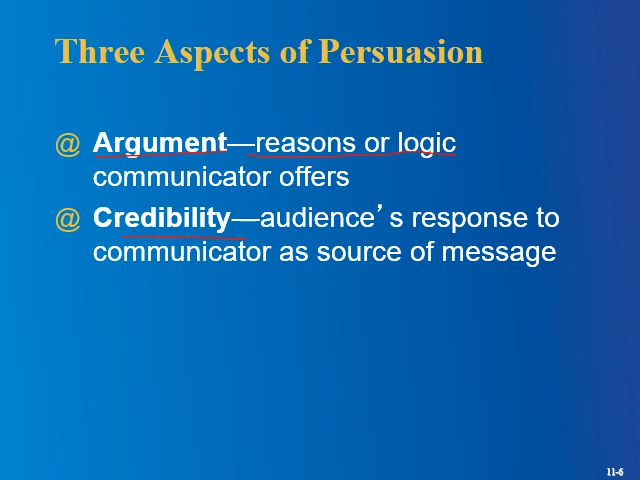 Three Aspects of Persuasion
@ Argument—reasons or logic
communicator offers
@ Credibility—audience’s response to
communicator as source of message
11-6